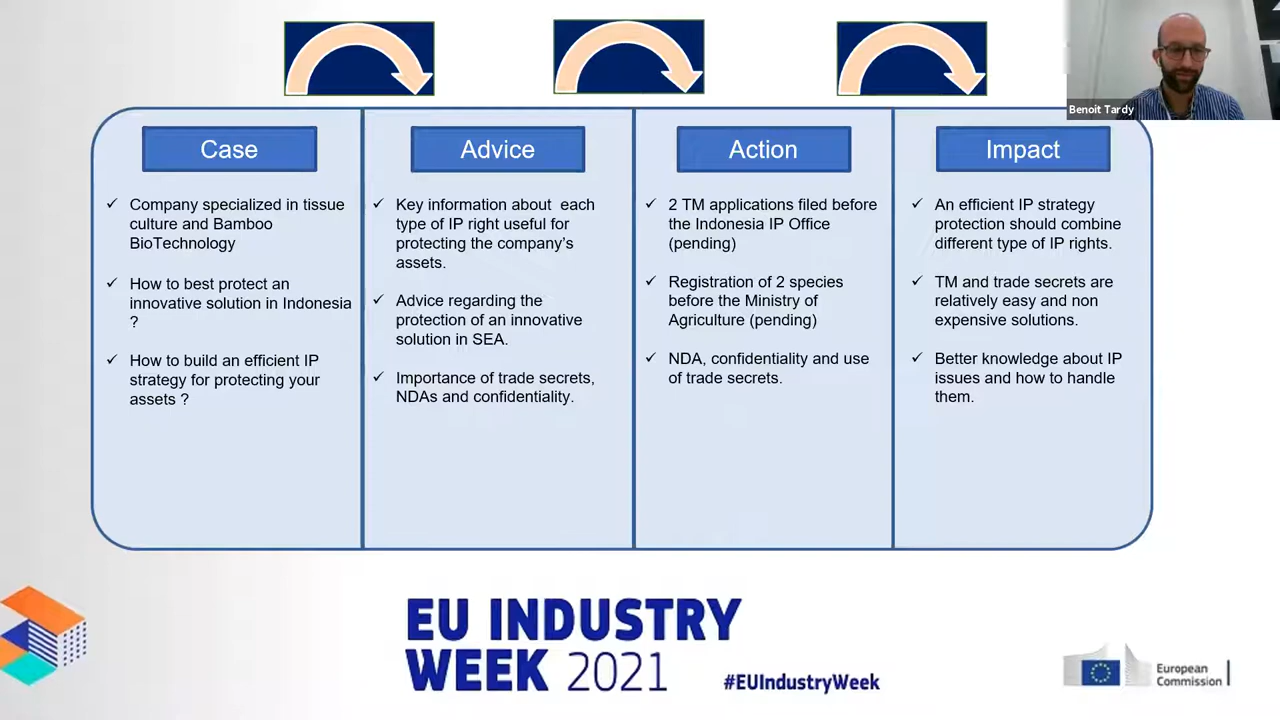 Benoit Tardy
Case
Company specialized in tissue
culture and Bamboo
BioTechnology
How to best protect an
innovative solution in Indonesia
?
How to build an efficient IP
strategy for protecting your
assets ?
Advice
Key information about each
type of IP right useful for
protecting the company's
assets.
Advice regarding the
protection of an innovative
solution in SEA.
Importance of trade secrets,
NDAs and confidentiality.
Action
2 TM applications filed before
the Indonesia IP Office
(pending)
Registration of 2 species
before the Ministry of
Agriculture (pending)
NDA, confidentiality and use
of trade secrets.
Impact
An efficient IP strategy
protection should combine
different type of IP rights.
TM and trade secrets are
relatively easy and non
expensive solutions.
Better knowledge about IP
issues and how to handle
them.
EU INDUSTRY
WEEK 2021
#EUIndustryWeek
European
Commission